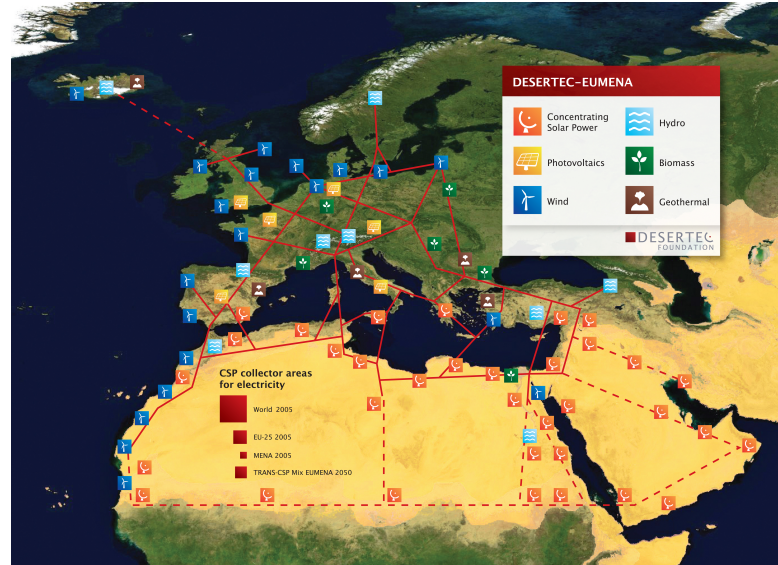 DESERTEC–EUMENA
Concentrating
Solar Power
Hydro
Photovoltaics
Biomass
Wind
Geothermal
DESERTEC
FOUNDATION
CSP collector areas
for electricity
World 2005
EU-25 2005
MENA 2005
TRANS-CSP Mix EUMENA 2050